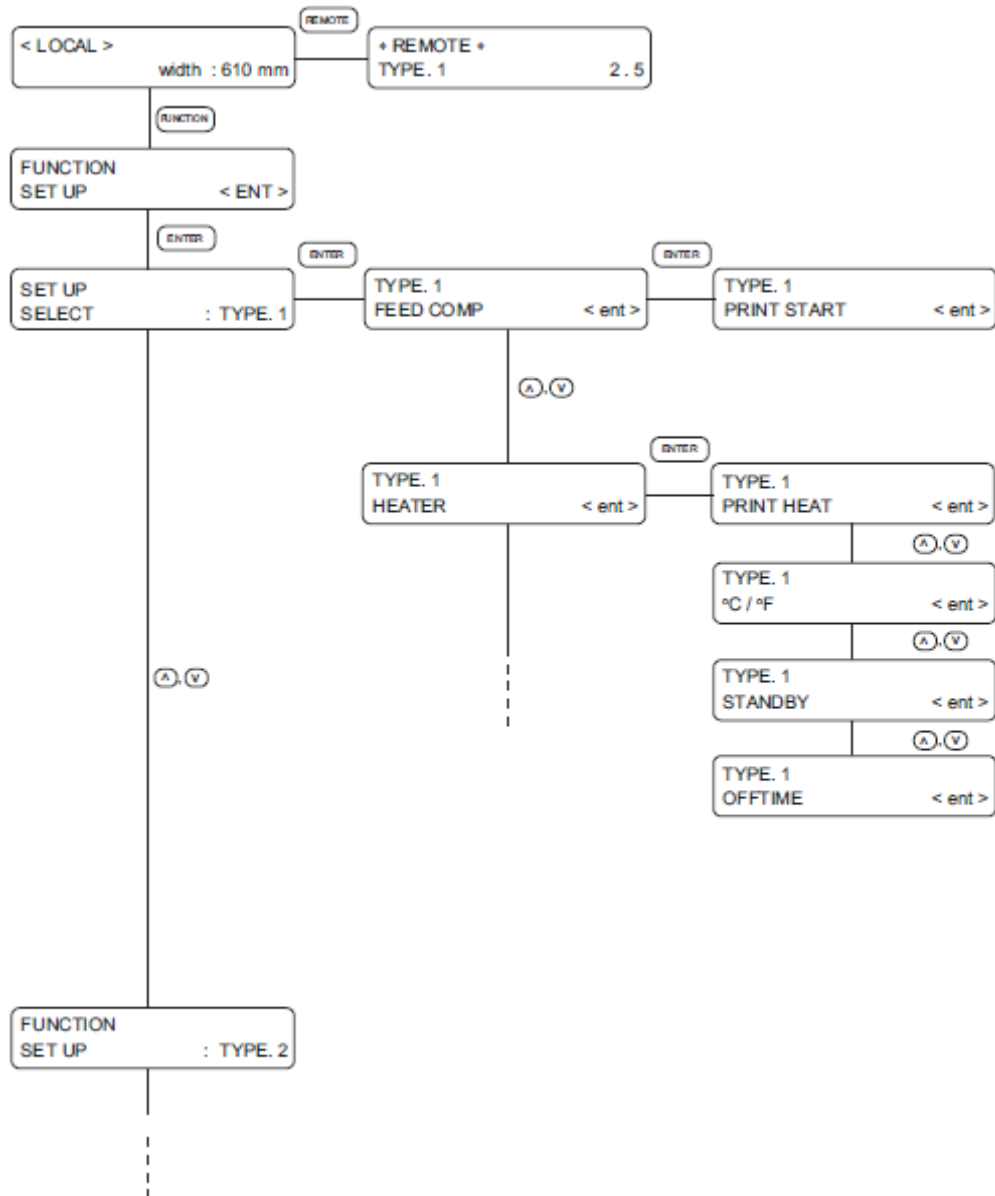 REMOTE
< LOCAL >
width : 610 mm
* REMOTE *
TYPE. 1 2. 5
FUNCTION
FUNCTION
SET UP < ENT >
ENTER
ENTER
ENTER
SET UP
SELECT : TYPE. 1
TYPE. 1
FEED COMP < ent >
TYPE. 1
PRINT START < ent >
∧, ∨
ENTER
TYPE. 1
HEATER < ent >
TYPE. 1
PRINT HEAT < ent >
∧, ∨
TYPE. 1
°C / °F < ent >
∧, ∨
TYPE. 1
STANDBY < ent >
∧, ∨
∧, ∨
TYPE. 1
OFFTIME < ent >
FUNCTION
SET UP : TYPE. 2